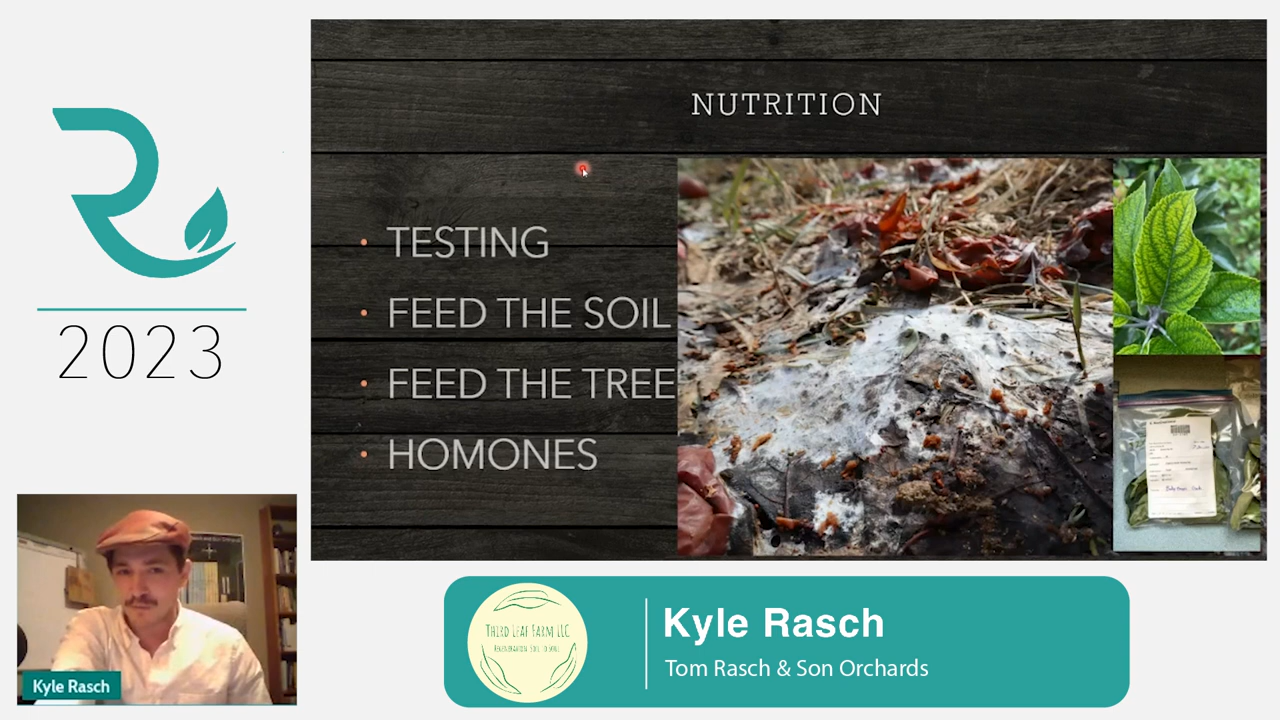 NUTRITION
TESTING
FEED THE SOIL
FEED THE TREE
HOMONES
2023
Kyle Rasch
THIRD LEAF FARM LLC
Kyle Rasch
Tom Rasch & Son Orchards